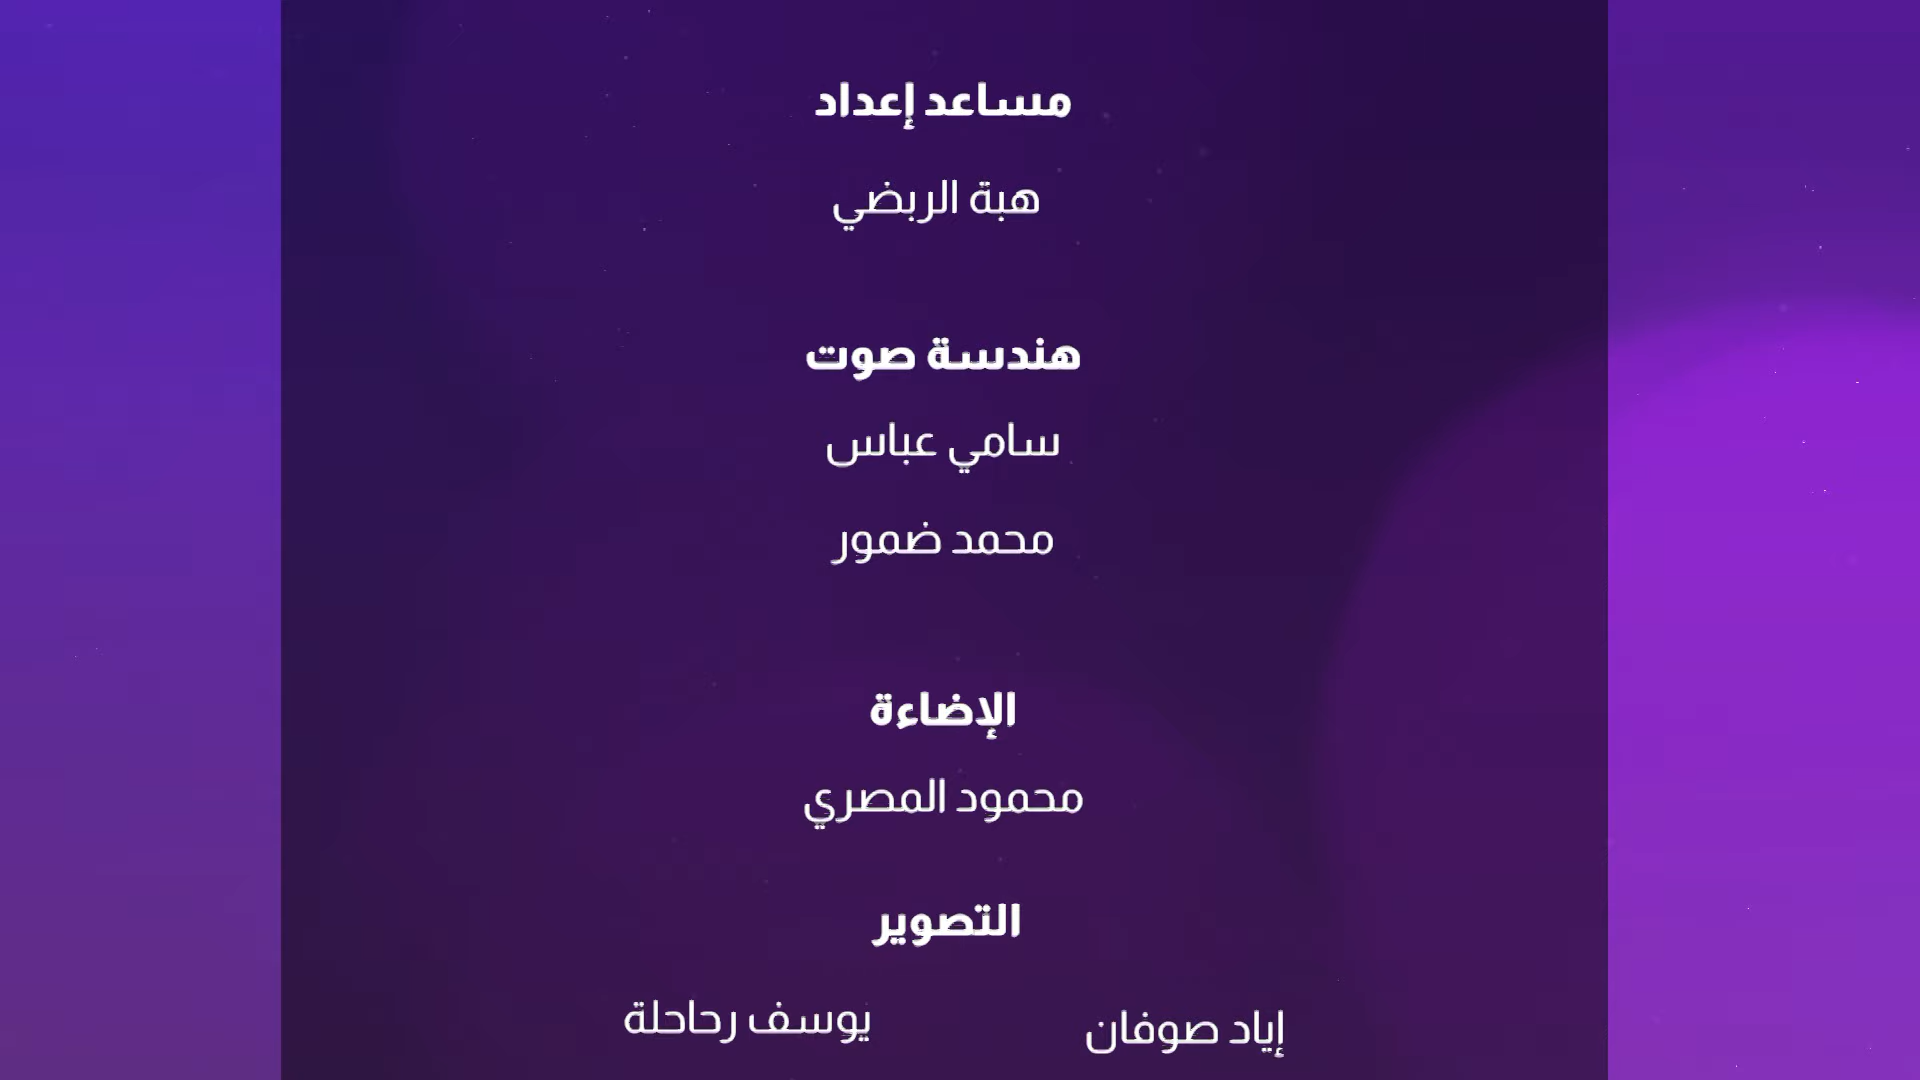 مساعد إعداد
هبة الربضي
هندسة صوت
سامي عباس
محمد ضمور
الإضاءة
محمود المصري
التصوير
إياد صوفان
يوسف رحاحلة